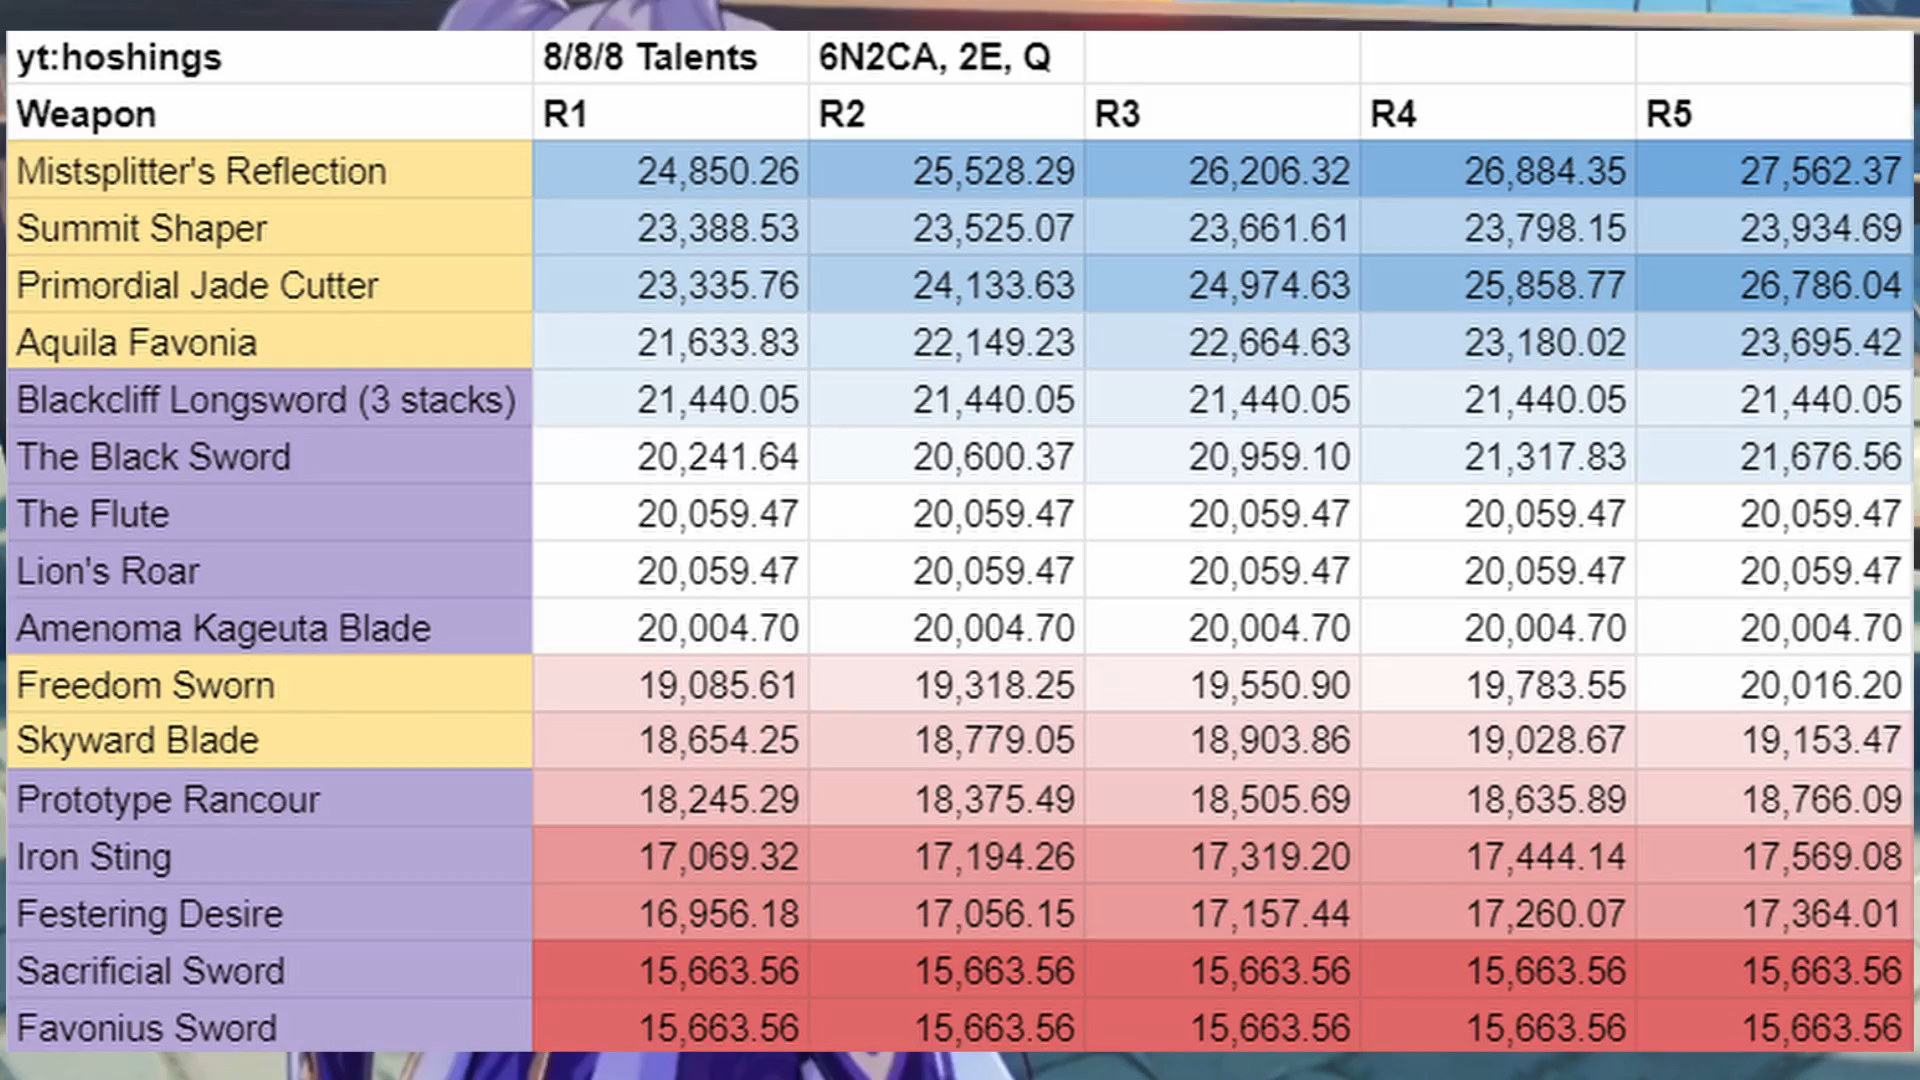 yt:hoshings 8/8/8 Talents 6N2CA, 2E, Q
Weapon R1 R2 R3 R4 R5
Mistsplitter's Reflection 24,850.26 25,528.29 26,206.32 26,884.35 27,562.37
Summit Shaper 23,388.53 23,525.07 23,661.61 23,798.15 23,934.69
Primordial Jade Cutter 23,335.76 24,133.63 24,974.63 25,858.77 26,786.04
Aquila Favonia 21,633.83 22,149.23 22,664.63 23,180.02 23,695.42
Blackcliff Longsword (3 stacks) 21,440.05 21,440.05 21,440.05 21,440.05 21,440.05
The Black Sword 20,241.64 20,600.37 20,959.10 21,317.83 21,676.56
The Flute 20,059.47 20,059.47 20,059.47 20,059.47 20,059.47
Lion's Roar 20,059.47 20,059.47 20,059.47 20,059.47 20,059.47
Amenoma Kageuta Blade 20,004.70 20,004.70 20,004.70 20,004.70 20,004.70
Freedom Sworn 19,085.61 19,318.25 19,550.90 19,783.55 20,016.20
Skyward Blade 18,654.25 18,779.05 18,903.86 19,028.67 19,153.47
Prototype Rancour 18,245.29 18,375.49 18,505.69 18,635.89 18,766.09
Iron Sting 17,069.32 17,194.26 17,319.20 17,444.14 17,569.08
Festering Desire 16,956.18 17,056.15 17,157.44 17,260.07 17,364.01
Sacrificial Sword 15,663.56 15,663.56 15,663.56 15,663.56 15,663.56
Favonius Sword 15,663.56 15,663.56 15,663.56 15,663.56 15,663.56